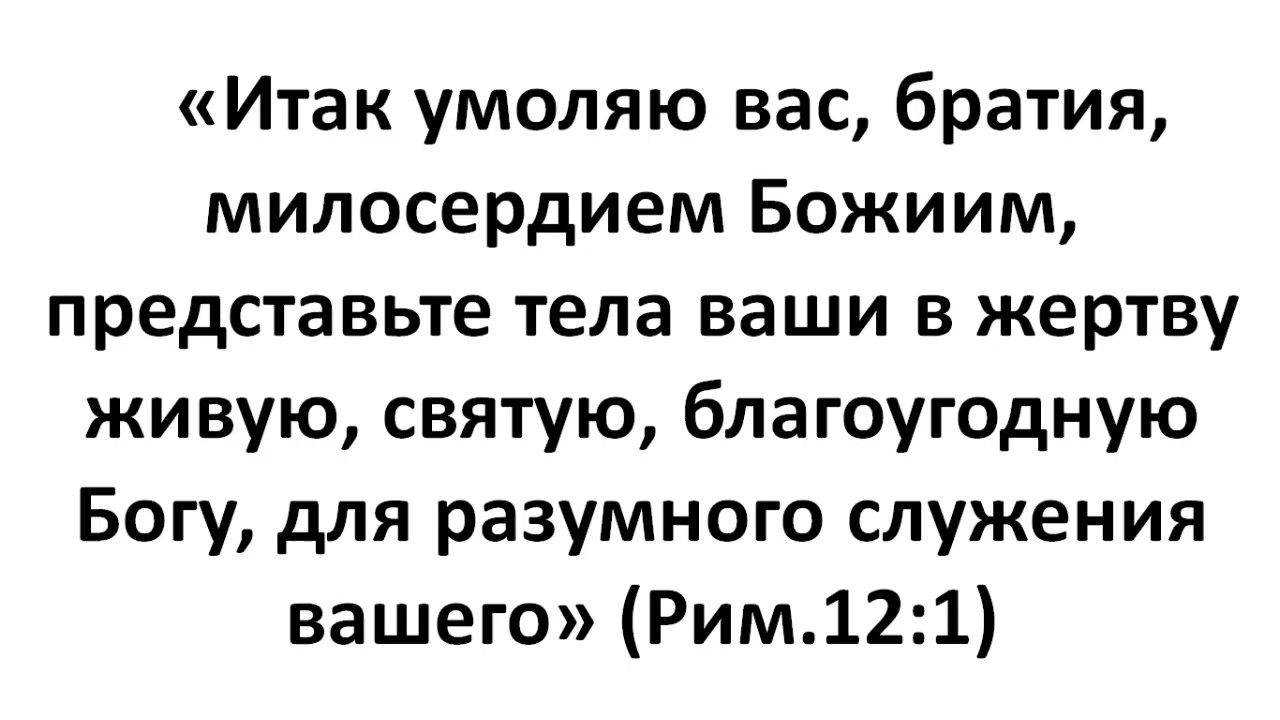 «Итак умоляю вас, братия,
милосердием Божиим,
представьте тела ваши в жертву
живую, святую, благоугодную
Богу, для разумного служения
вашего» (Рим.12:1)